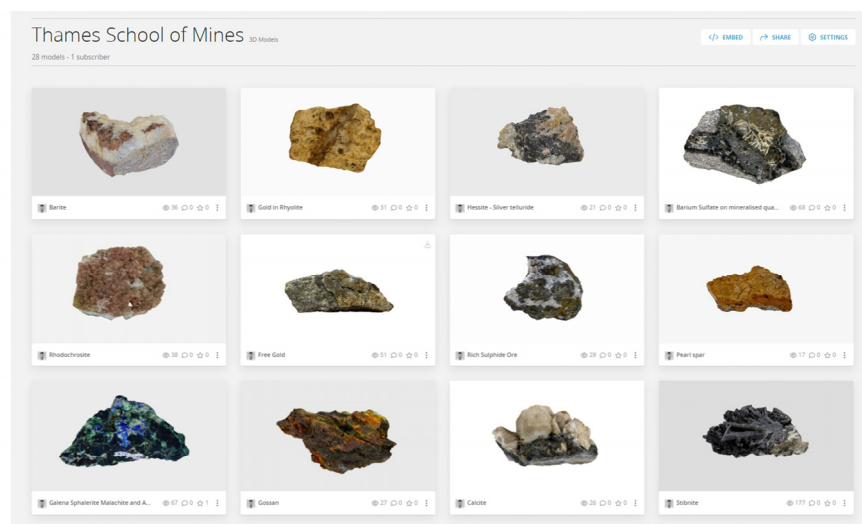 Thames School of Mines 3D Models
</> EMBED SHARE SETTINGS
28 models - 1 subscriber
Barite 36 0 0
Gold in Rhyolite 31 0 0
Hessite - Silver telluride 21 0 0
Barium Sulfate on mineralised qua... 68 0 0
Rhodochrosite 38 0 0
Free Gold 51 0 0
Rich Sulphide Ore 29 0 0
Pearl spar 17 0 0
Galena Sphalerite Malachite and A... 67 0 1
Gossan 27 0 0
Calcite 26 0 0
Stibnite 177 0 0